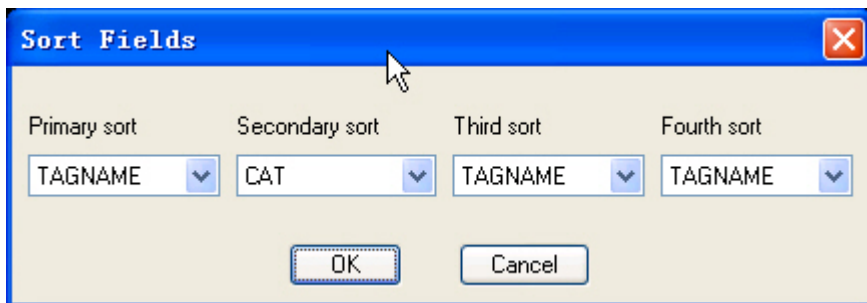 Sort Fields
Primary sort Secondary sort Third sort Fourth sort
TAGNAME CAT TAGNAME TAGNAME
OK Cancel